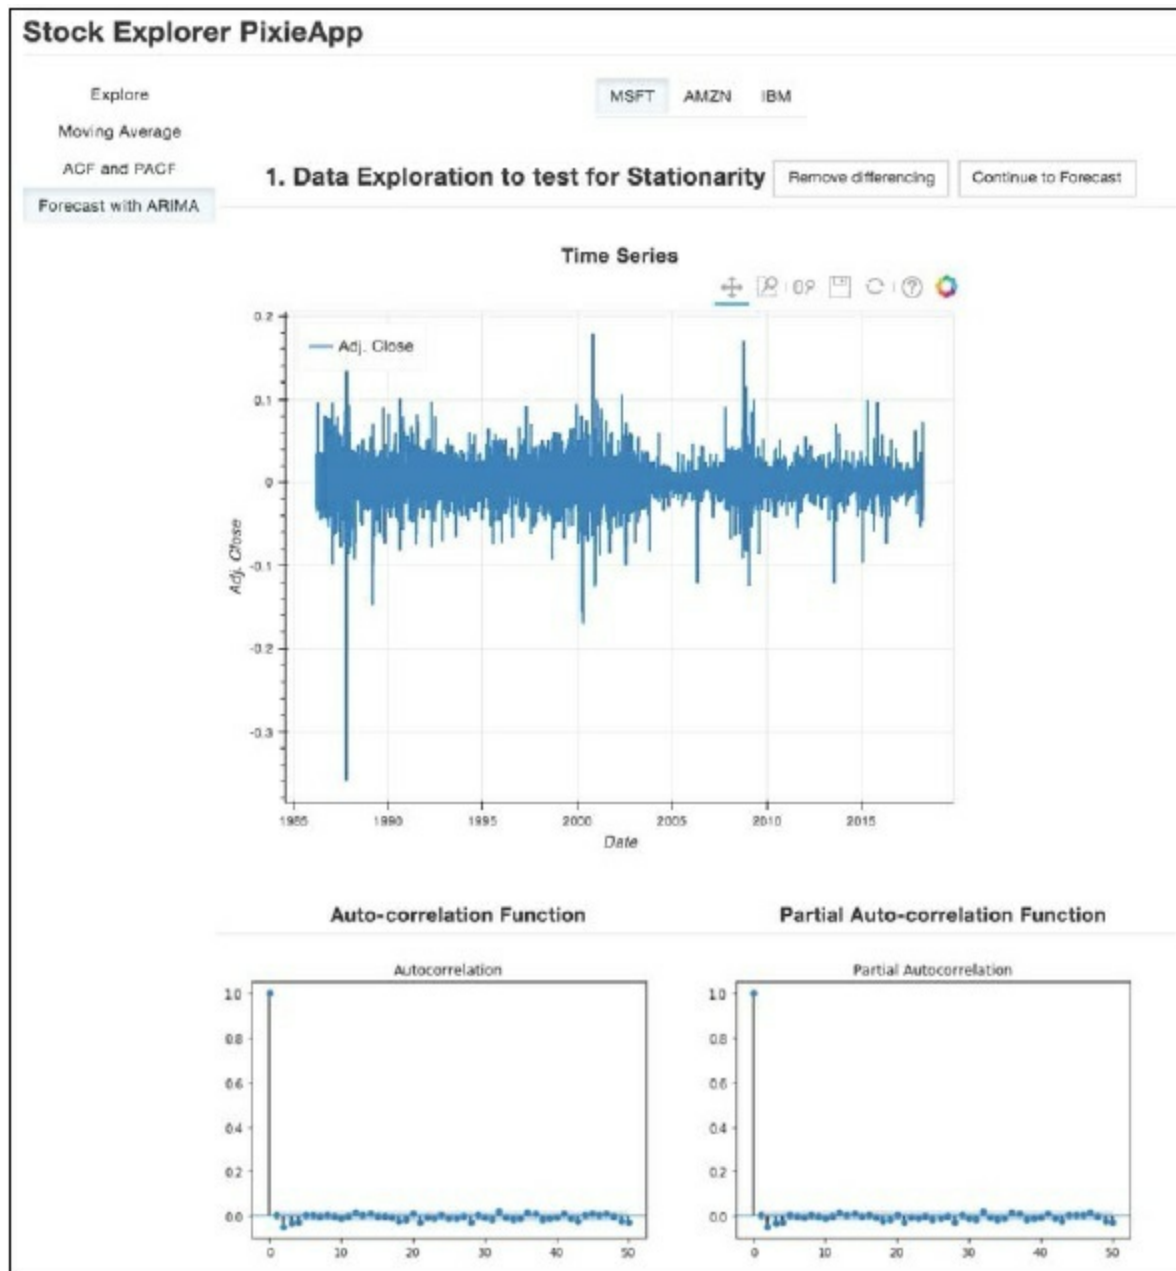 Stock Explorer PixieApp
Explore
Moving Average
ACF and PACF
Forecast with ARIMA
MSFT AMZN IBM
1. Data Exploration to test for Stationarity Remove differencing Continue to Forecast
Time Series
Adj. Close
0.2
0.1
0
-0.1
-0.2
-0.3
Adj. Close
1985 1990 1995 2000 2005 2010 2015
Date
Auto-correlation Function
Autocorrelation
1.0
0.8
0.6
0.4
0.2
0.0
0 10 20 30 40 50
Partial Auto-correlation Function
Partial Autocorrelation
1.0
0.8
0.6
0.4
0.2
0.0
0 10 20 30 40 50